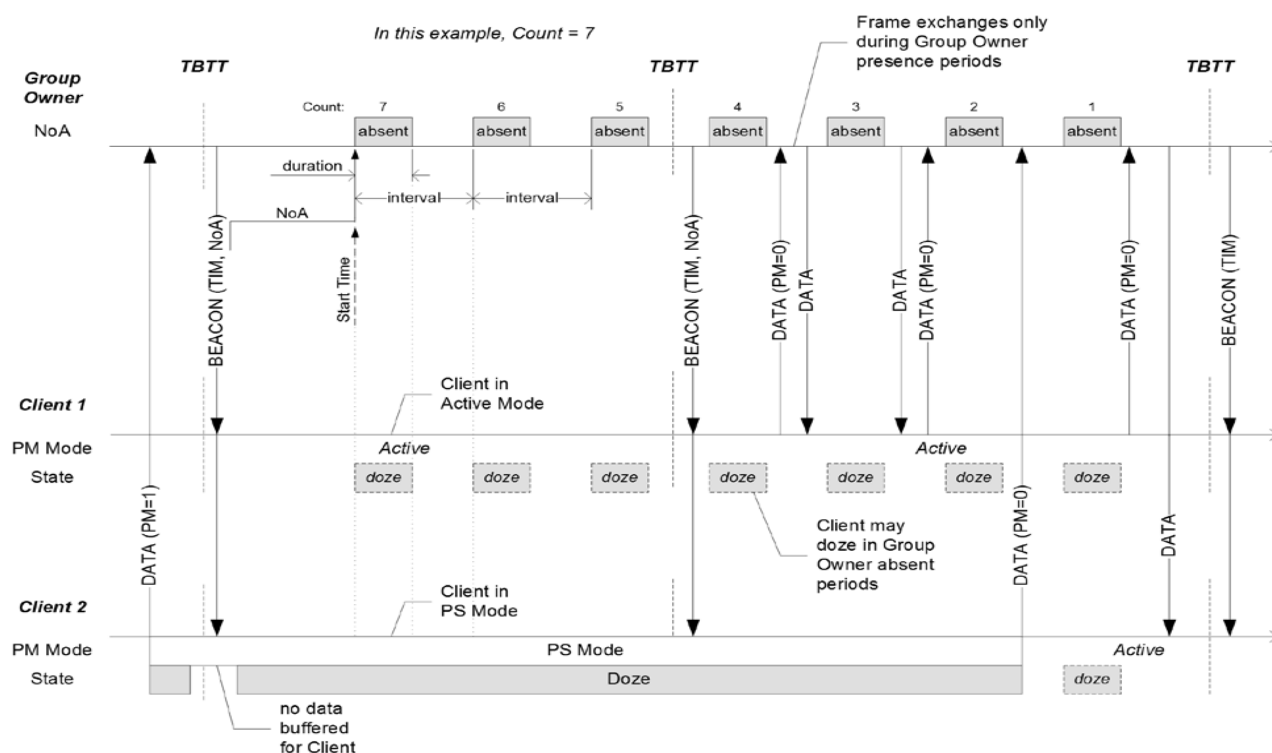 In this example, Count = 7
Frame exchanges only
during Group Owner
presence periods
TBTT
TBTT
TBTT
Group
Owner
NoA
Count:
7
6
5
4
3
2
1
absent
absent
absent
absent
absent
absent
absent
duration
interval
interval
NoA
Start Time
BEACON (TIM, NoA)
BEACON (TIM, NoA)
DATA (PM=0)
DATA
DATA
DATA (PM=0)
DATA (PM=0)
BEACON (TIM)
Client in
Active Mode
Client 1
PM Mode
Active
Active
State
doze
doze
doze
doze
doze
doze
doze
DATA (PM=1)
DATA (PM=0)
DATA
Client may
doze in Group
Owner absent
periods
Client in
PS Mode
Client 2
PM Mode
PS Mode
Active
State
Doze
doze
no data
buffered
for Client